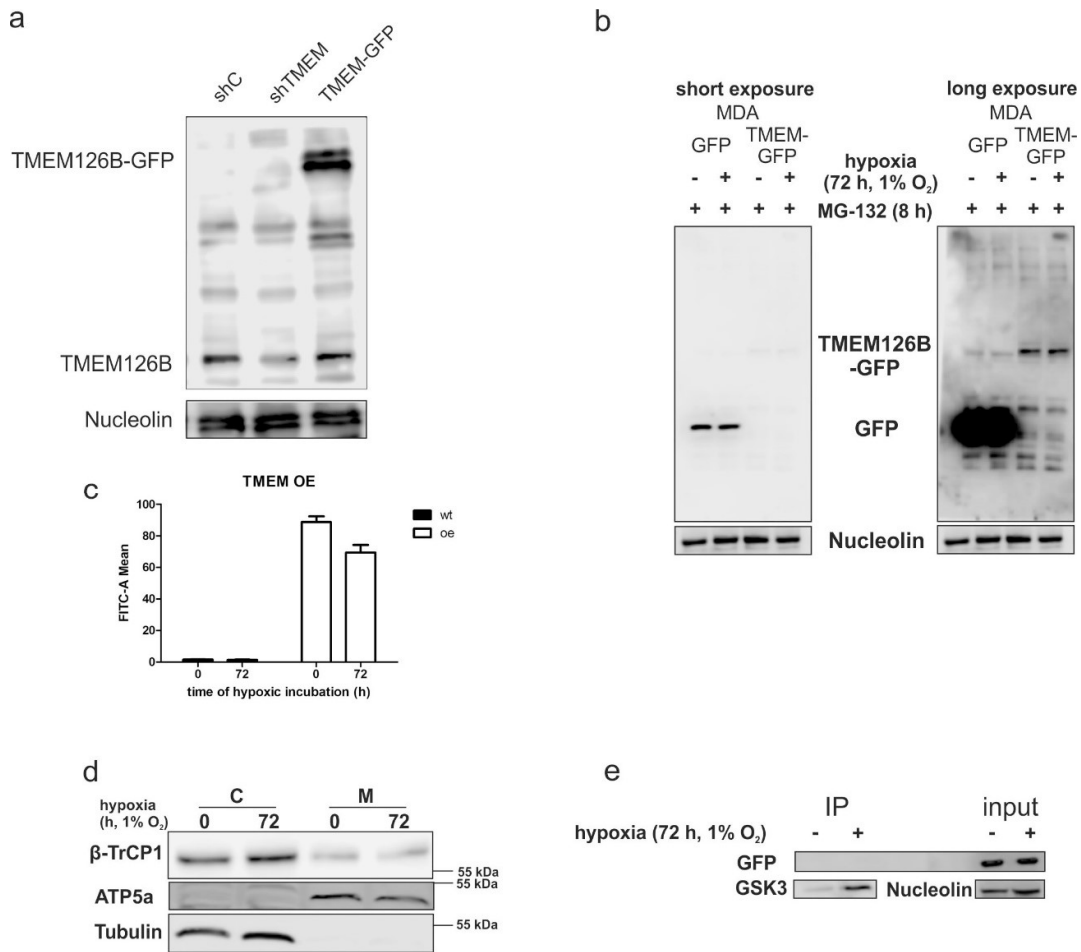 a
shC
shTMEM
TMEM-GFP
TMEM126B-GFP
TMEM126B
Nucleolin
b
short exposure
MDA
GFP
TMEM-
GFP
- + - +
+ + + +
long exposure
MDA
GFP
TMEM-
GFP
hypoxia
(72 h, 1% O₂)
- + - +
MG-132 (8 h)
+ + + +
TMEM126B
-GFP
GFP
Nucleolin
c
TMEM OE
FITC-A Mean
100
80
60
40
20
0
0 72 0 72
time of hypoxic incubation (h)
wt
oe
d
C M
hypoxia
(h, 1% O₂)
0 72 0 72
β-TrCP1
55 kDa
ATP5a
55 kDa
Tubulin
55 kDa
e
IP input
hypoxia (72 h, 1% O₂) - + - +
GFP
GSK3 Nucleolin